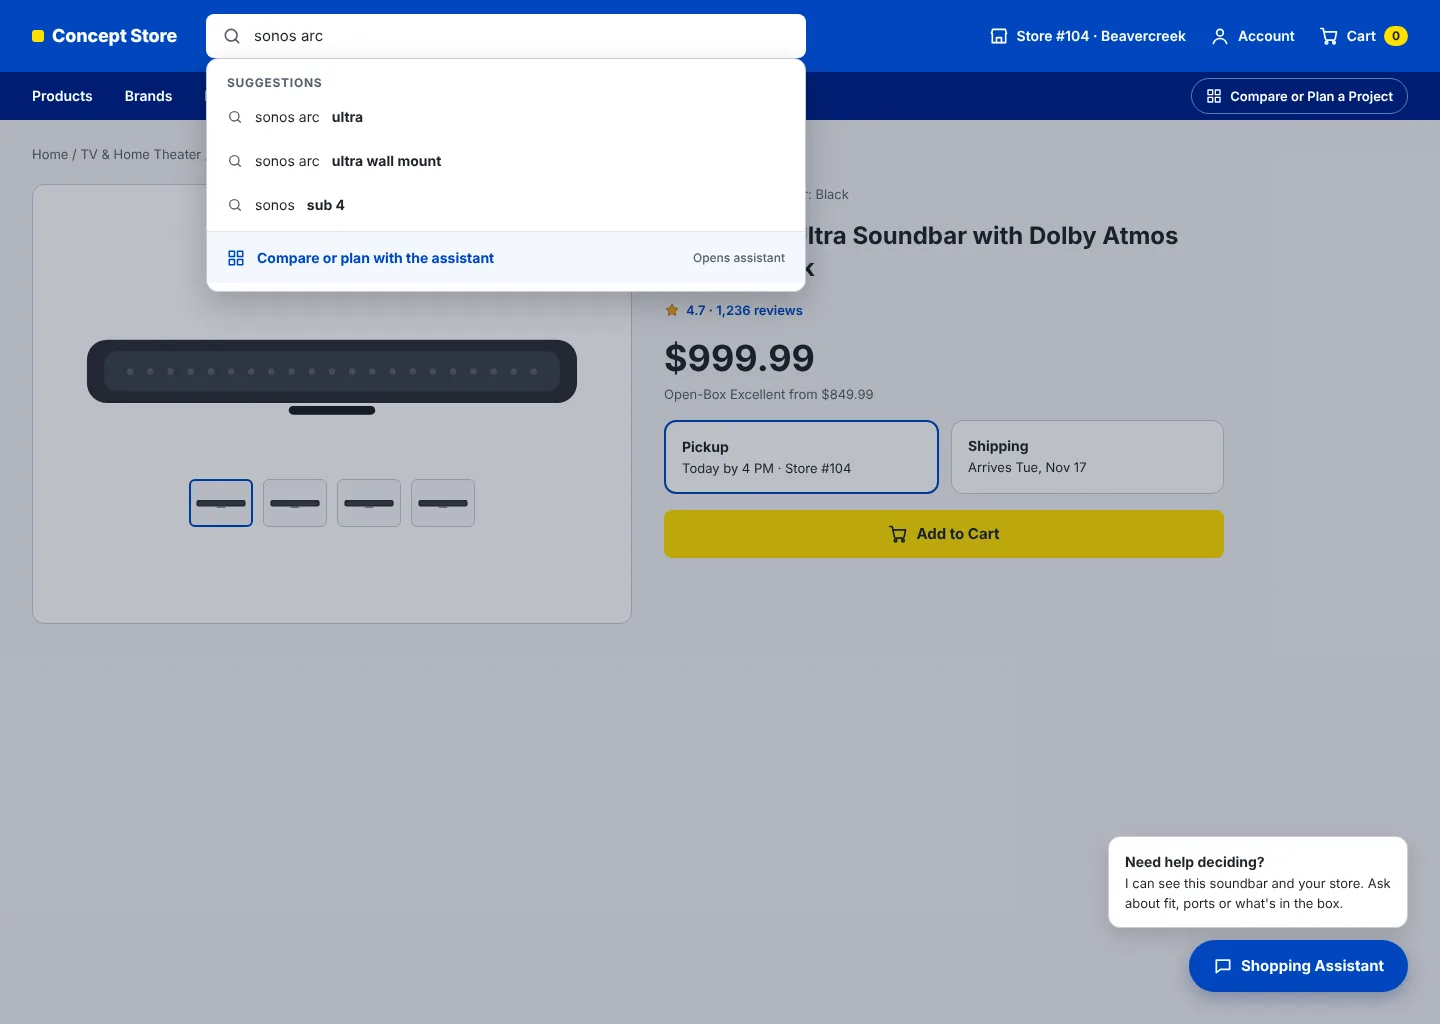 Concept Store
sonos arc
Store #104 · Beavercreek
Account
Cart 0
Products
Brands
Compare or Plan a Project
SUGGESTIONS
sonos arc ultra
sonos arc ultra wall mount
sonos sub 4
Compare or plan with the assistant
Opens assistant
Home / TV & Home Theater
Black
Soundbar with Dolby Atmos
4.7 · 1,236 reviews
$999.99
Open-Box Excellent from $849.99
Pickup
Today by 4 PM · Store #104
Shipping
Arrives Tue, Nov 17
Add to Cart
Need help deciding?
I can see this soundbar and your store. Ask
about fit, ports or what's in the box.
Shopping Assistant